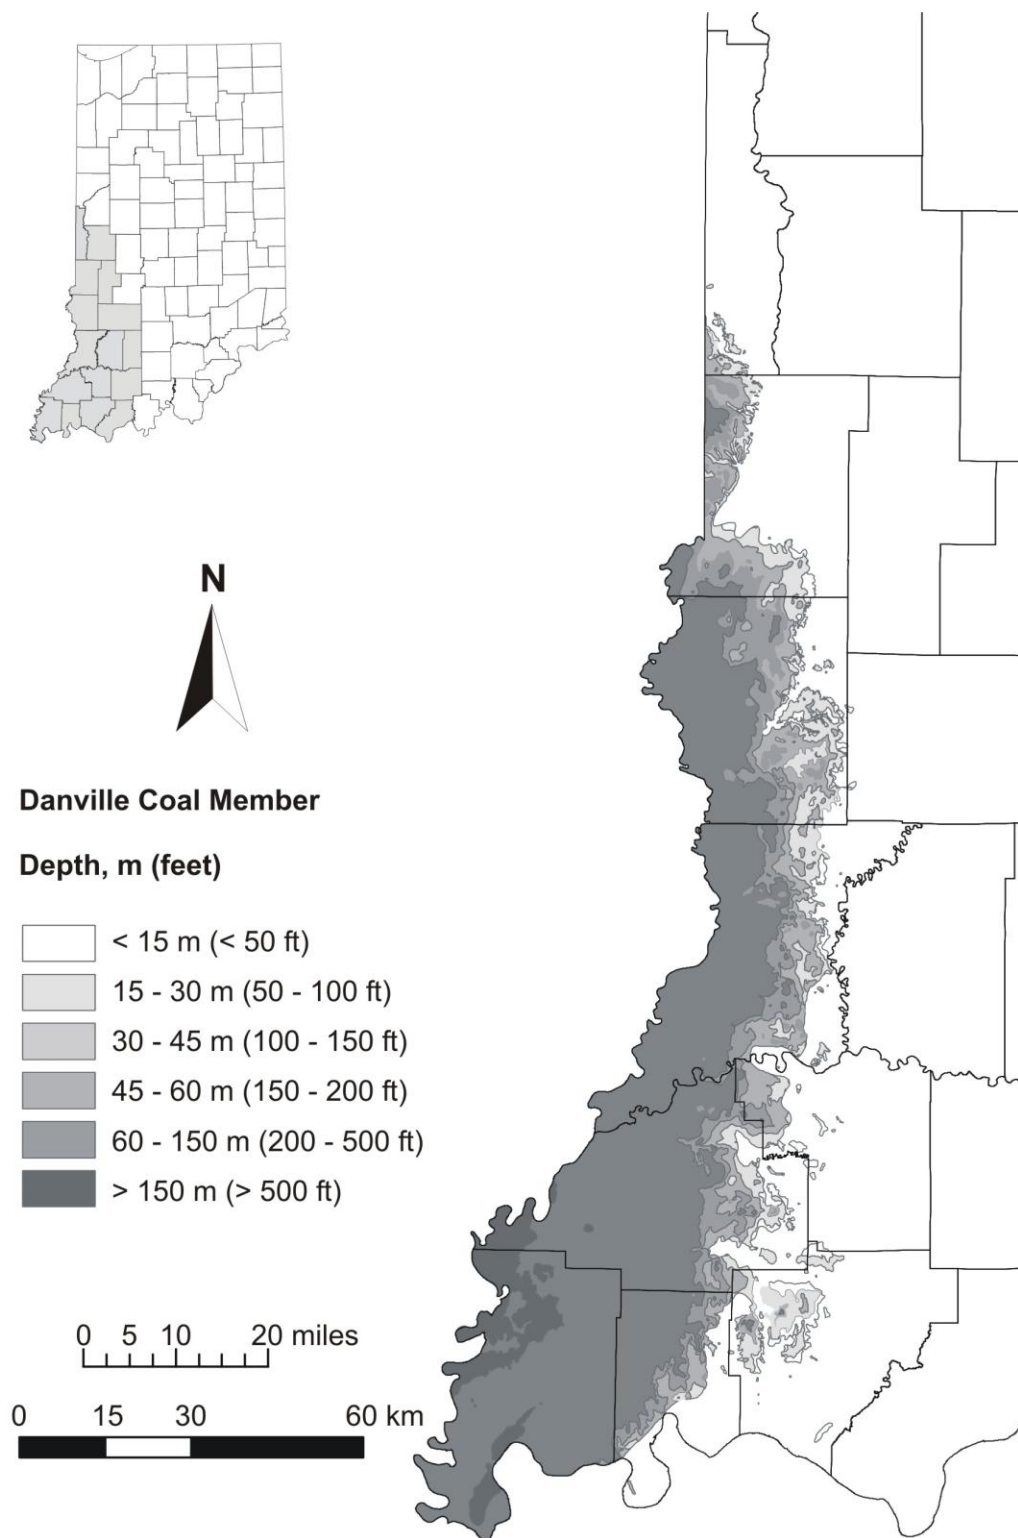 N
Danville Coal Member
Depth, m (feet)
< 15 m (< 50 ft)
15 - 30 m (50 - 100 ft)
30 - 45 m (100 - 150 ft)
45 - 60 m (150 - 200 ft)
60 - 150 m (200 - 500 ft)
> 150 m (> 500 ft)
0 5 10 20 miles
0 15 30 60 km